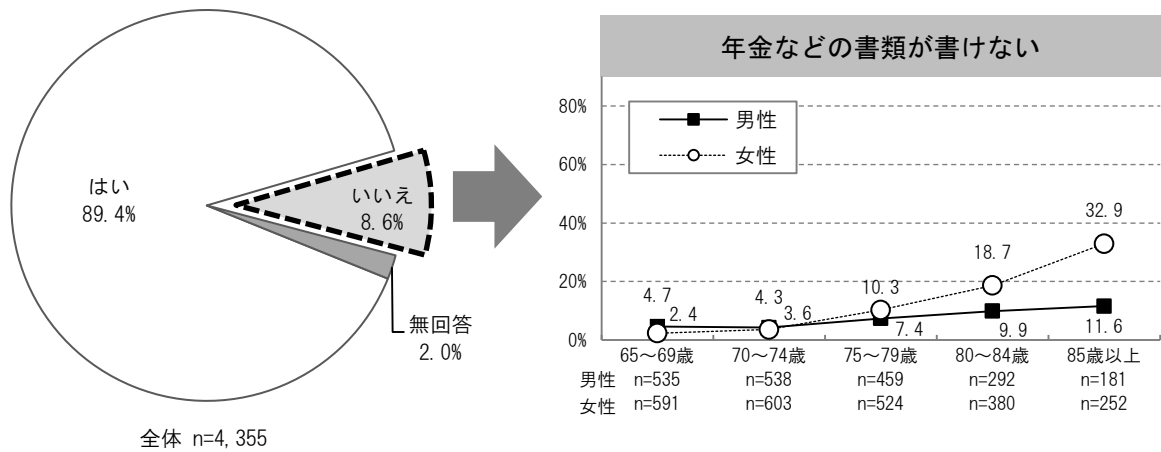 はい
89.4%
いいえ
8.6%
無回答
2.0%
全体 n=4,355
年金などの書類が書けない
80%
60%
40%
20%
0%
男性
女性
4.7
2.4
4.3
3.6
10.3
7.4
18.7
9.9
32.9
11.6
65～69歳 70～74歳 75～79歳 80～84歳 85歳以上
男性 n=535 n=538 n=459 n=292 n=181
女性 n=591 n=603 n=524 n=380 n=252